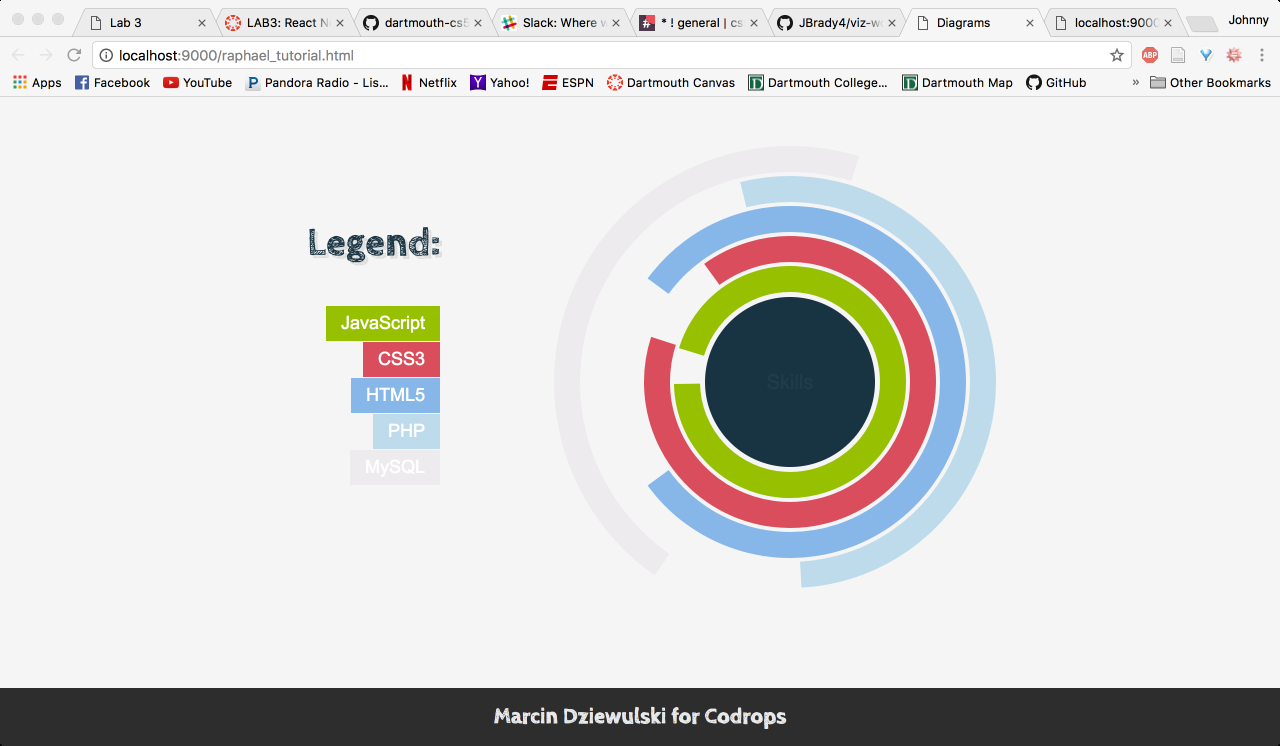 Lab 3
LAB3: React N
dartmouth-cs5
Slack: Where w
* ! general | cs
JBrady4/viz-w
Diagrams
localhost:9000
Johnny
localhost:9000/raphael_tutorial.html
ABP
Apps
Facebook
YouTube
Pandora Radio - Lis...
Netflix
Yahoo!
ESPN
Dartmouth Canvas
Dartmouth College...
Dartmouth Map
GitHub
»
Other Bookmarks
Legend:
JavaScript
CSS3
HTML5
PHP
MySQL
Skills
Marcin Dziewulski for Codrops